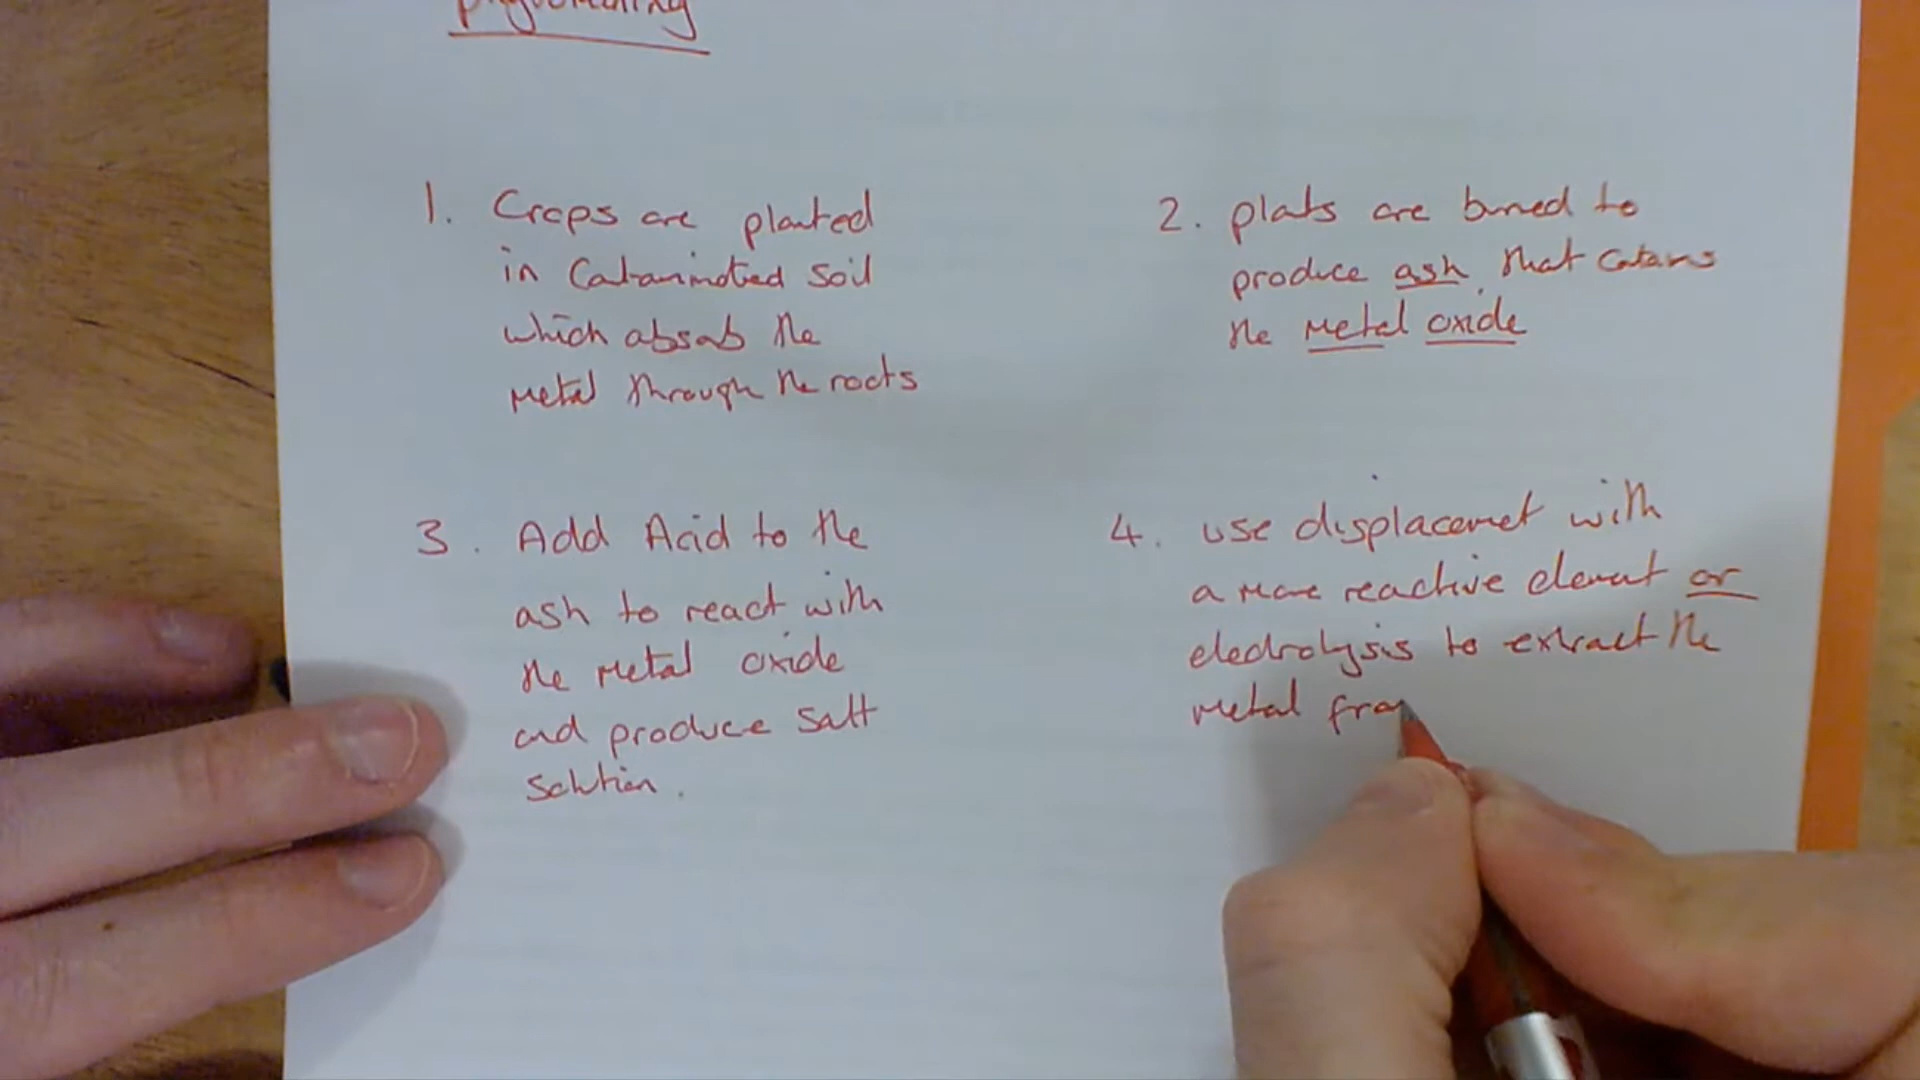 phytomining
1. Crops are planted
in Contaminated soil
which absorb the
metal through the roots
2. plants are burned to
produce ash that contains
the metal oxide
3. Add Acid to the
ash to react with
the metal oxide
and produce salt
solution.
4. use displacement with
a more reactive element or
electrolysis to extract the
metal from